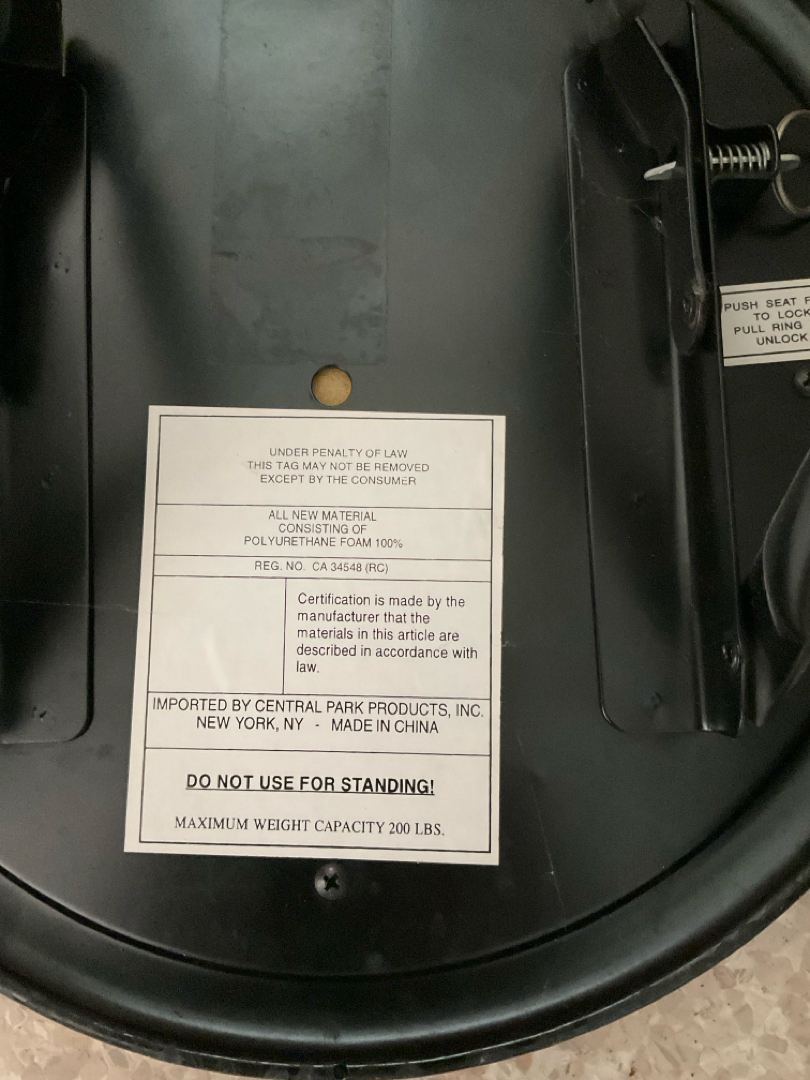 PUSH SEAT
TO LOCK
PULL RING
UNLOCK
UNDER PENALTY OF LAW
THIS TAG MAY NOT BE REMOVED
EXCEPT BY THE CONSUMER
ALL NEW MATERIAL
CONSISTING OF
POLYURETHANE FOAM 100%
REG. NO. CA 34548 (RC)
Certification is made by the
manufacturer that the
materials in this article are
described in accordance with
law.
IMPORTED BY CENTRAL PARK PRODUCTS, INC.
NEW YORK, NY - MADE IN CHINA
DO NOT USE FOR STANDING!
MAXIMUM WEIGHT CAPACITY 200 LBS.